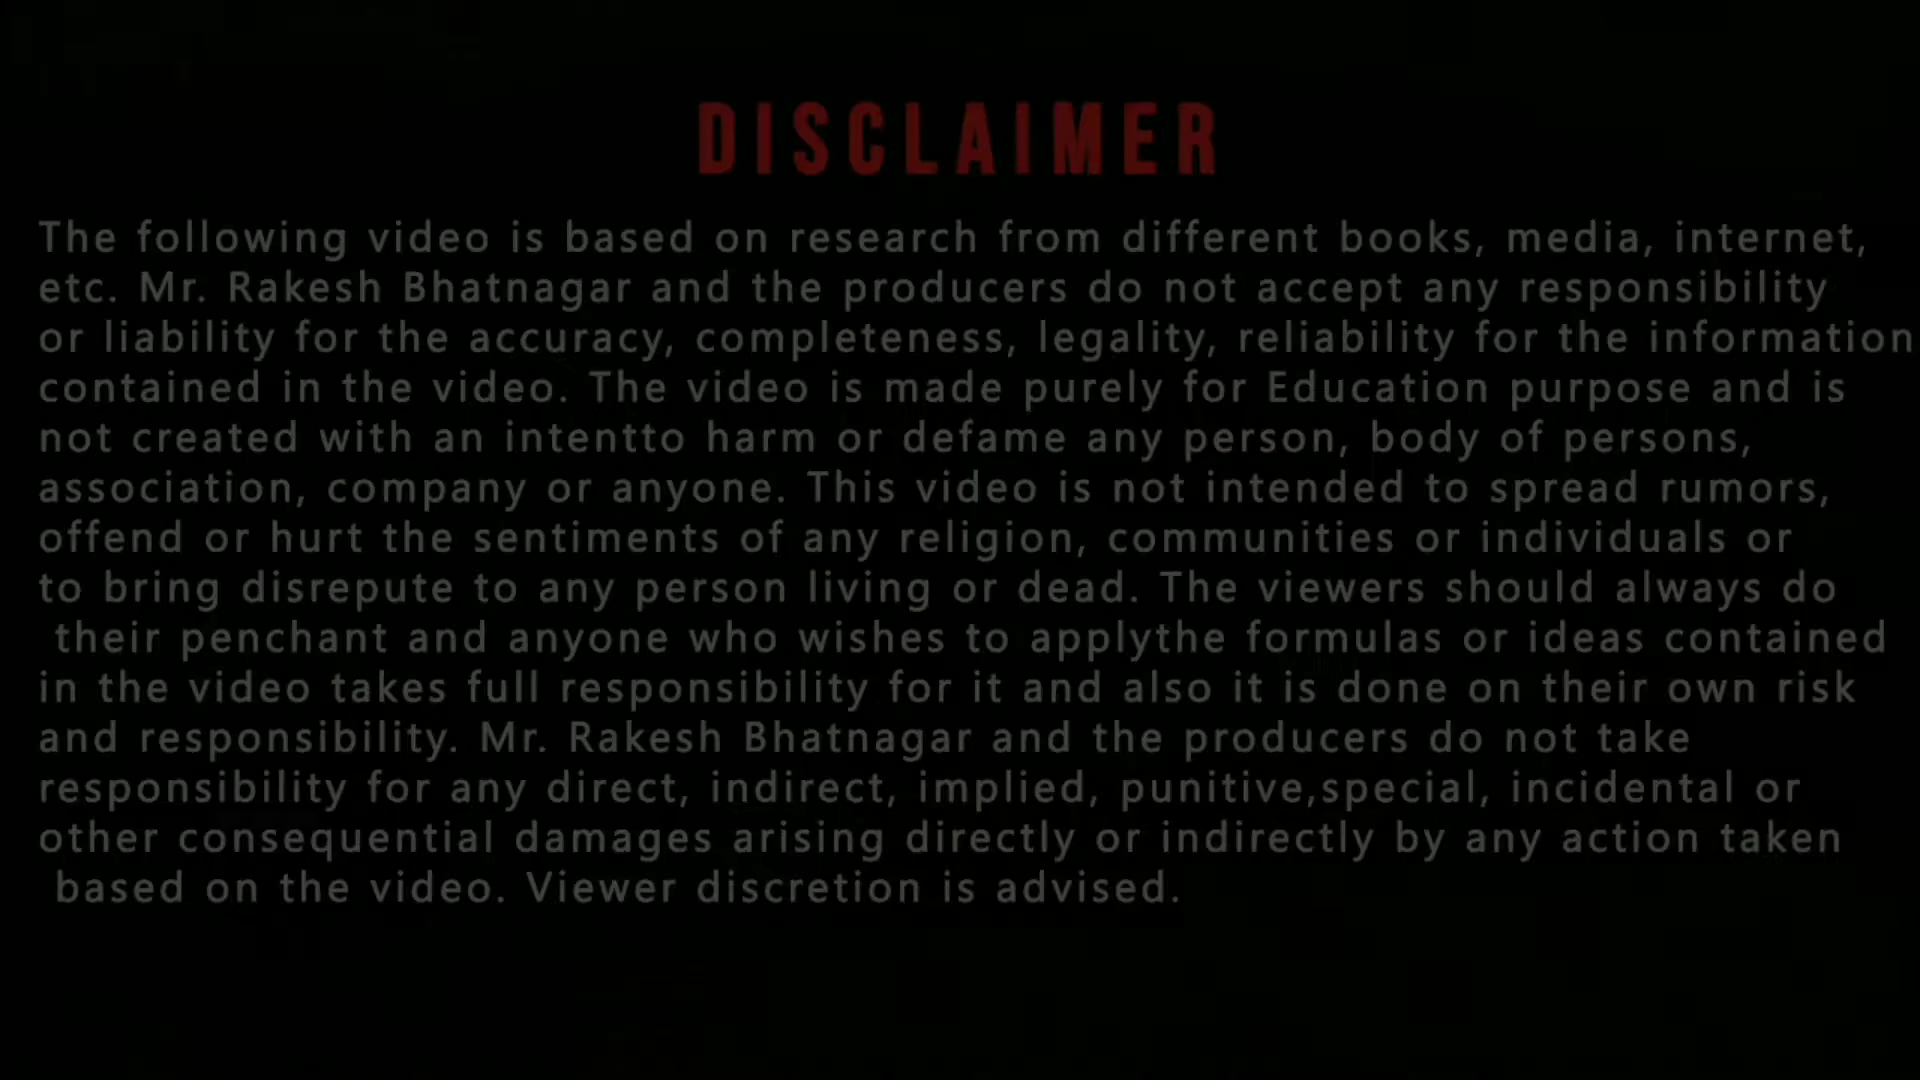 DISCLAIMER
The following video is based on research from different books, media, internet,
etc. Mr. Rakesh Bhatnagar and the producers do not accept any responsibility
or liability for the accuracy, completeness, legality, reliability for the information
contained in the video. The video is made purely for Education purpose and is
not created with an intentto harm or defame any person, body of persons,
association, company or anyone. This video is not intended to spread rumors,
offend or hurt the sentiments of any religion, communities or individuals or
to bring disrepute to any person living or dead. The viewers should always do
their penchant and anyone who wishes to applythe formulas or ideas contained
in the video takes full responsibility for it and also it is done on their own risk
and responsibility. Mr. Rakesh Bhatnagar and the producers do not take
responsibility for any direct, indirect, implied, punitive,special, incidental or
other consequential damages arising directly or indirectly by any action taken
based on the video. Viewer discretion is advised.